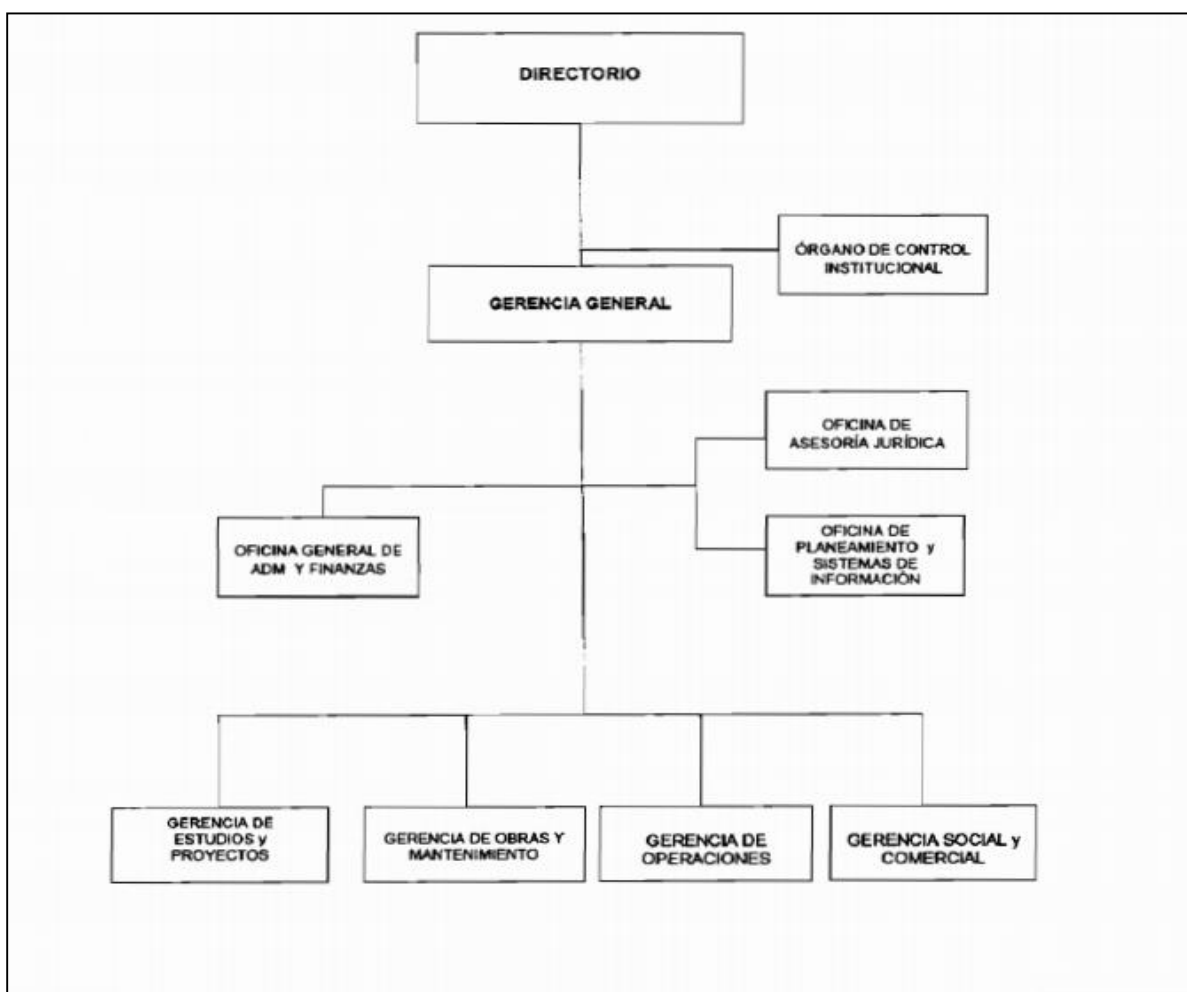 DIRECTORIO
ÓRGANO DE CONTROL
INSTITUCIONAL
GERENCIA GENERAL
OFICINA DE
ASESORÍA JURÍDICA
OFICINA GENERAL DE
ADM Y FINANZAS
OFICINA DE
PLANEAMIENTO y
SISTEMAS DE
INFORMACIÓN
GERENCIA DE
ESTUDIOS y
PROYECTOS
GERENCIA DE OBRAS Y
MANTENIMIENTO
GERENCIA DE
OPERACIONES
GERENCIA SOCIAL y
COMERCIAL